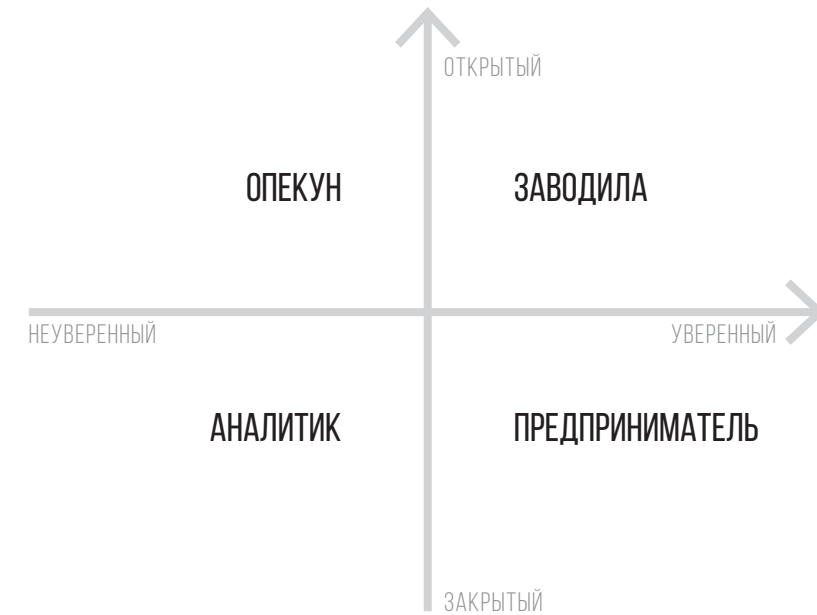 ОТКРЫТЫЙ
ОПЕКУН
ЗАВОДИЛА
НЕУВЕРЕННЫЙ
УВЕРЕННЫЙ
АНАЛИТИК
ПРЕДПРИНИМАТЕЛЬ
ЗАКРЫТЫЙ